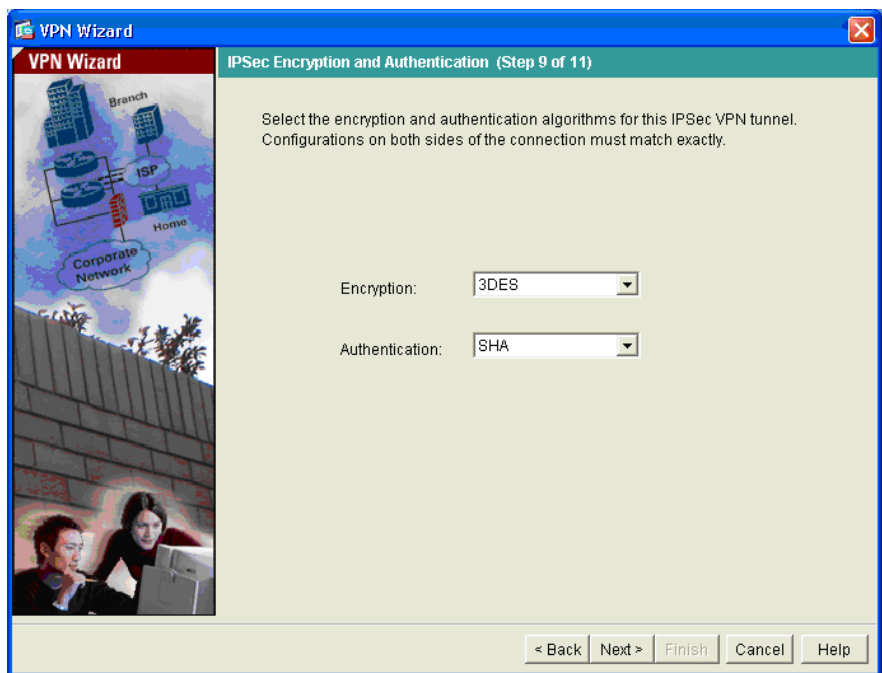 VPN Wizard
VPN Wizard
IPSec Encryption and Authentication (Step 9 of 11)
Branch
ISP
Home
Corporate
Network
Select the encryption and authentication algorithms for this IPSec VPN tunnel.
Configurations on both sides of the connection must match exactly.
Encryption: 3DES
Authentication: SHA
< Back Next > Finish Cancel Help